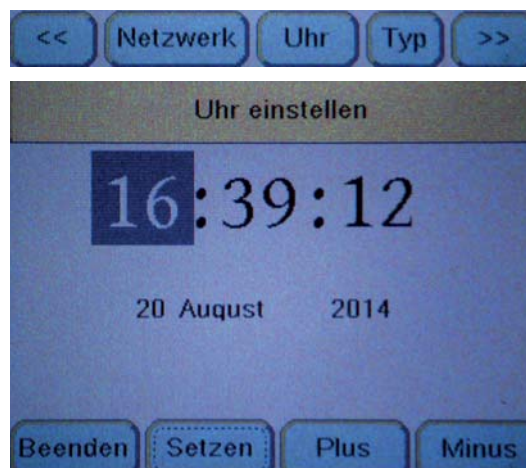 << Netzwerk Uhr Typ >>
Uhr einstellen
16:39:12
20 August 2014
Beenden Setzen Plus Minus